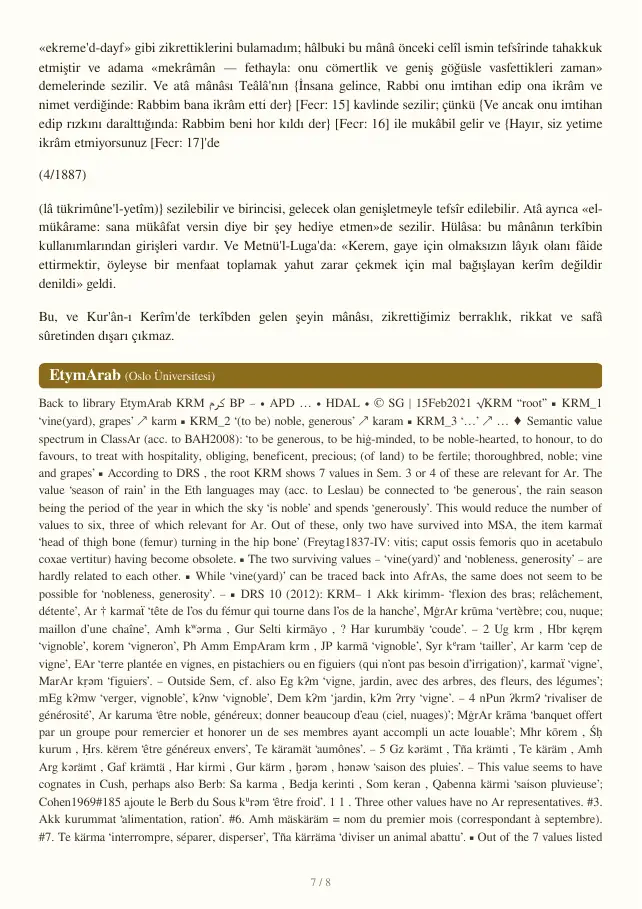 «ekreme'd-dayf» gibi zikrettiklerini bulamadım; hâlbuki bu mânâ önceki celîl ismin tefsîrinde tahakkuk
etmiştir ve adama «mekrâmân — fethayla: onu cömertlik ve geniş göğüsle vasfettikleri zaman»
demelerinde sezilir. Ve atâ mânâsı Teâlâ'nın {İnsana gelince, Rabbi onu imtihan edip ona ikrâm ve
nimet verdiğinde: Rabbim bana ikrâm etti der} [Fecr: 15] kavlinde sezilir; çünkü {Ve ancak onu imtihan
edip rızkını daralttığında: Rabbim beni hor kıldı der} [Fecr: 16] ile mukâbil gelir ve {Hayır, siz yetime
ikrâm etmiyorsunuz [Fecr: 17]'de
(4/1887)
(lâ tükrimûne'l-yetîm)} sezilebilir ve birincisi, gelecek olan genişletmeyle tefsîr edilebilir. Atâ ayrıca «el-
mükârame: sana mükâfat versin diye bir şey hediye etmen»de sezilir. Hülâsa: bu mânânın terkîbin
kullanımlarından girişleri vardır. Ve Metnü'l-Luga'da: «Kerem, gaye için olmaksızın lâyık olanı fâide
ettirmektir, öyleyse bir menfaat toplamak yahut zarar çekmek için mal bağışlayan kerîm değildir
denildi» geldi.
Bu, ve Kur'ân-ı Kerîm'de terkîbden gelen şeyin mânâsı, zikrettiğimiz berraklık, rikkat ve safâ
sûretinden dışarı çıkmaz.
EtymArab (Oslo Üniversitesi)
Back to library EtymArab KRM كرم BP – • APD … • HDAL • © SG | 15Feb2021 √KRM “root” ▪ KRM_1
‘vine(yard), grapes’ ↗ karm ▪ KRM_2 ‘(to be) noble, generous’ ↗ karam ▪ KRM_3 ‘…’ ↗ … ♦ Semantic value
spectrum in ClassAr (acc. to BAH2008): ‘to be generous, to be hiġ-minded, to be noble-hearted, to honour, to do
favours, to treat with hospitality, obliging, beneficent, precious; (of land) to be fertile; thoroughbred, noble; vine
and grapes’ ▪ According to DRS , the root KRM shows 7 values in Sem. 3 or 4 of these are relevant for Ar. The
value ‘season of rain’ in the Eth languages may (acc. to Leslau) be connected to ‘be generous’, the rain season
being the period of the year in which the sky ‘is noble’ and spends ‘generously’. This would reduce the number of
values to six, three of which relevant for Ar. Out of these, only two have survived into MSA, the item karmaẗ
‘head of thigh bone (femur) turning in the hip bone’ (Freytag1837-IV: vitis; caput ossis femoris quo in acetabulo
coxae vertitur) having become obsolete. ▪ The two surviving values – ‘vine(yard)’ and ‘nobleness, generosity’ – are
hardly related to each other. ▪ While ‘vine(yard)’ can be traced back into AfrAs, the same does not seem to be
possible for ‘nobleness, generosity’. – ▪ DRS 10 (2012): KRM– 1 Akk kirimm- ‘flexion des bras; relâchement,
détente’, Ar † karmaẗ ‘tête de l’os du fémur qui tourne dans l’os de la hanche’, MġrAr krūma ‘vertèbre; cou, nuque;
maillon d’une chaîne’, Amh kʷərma , Gur Selti kirmāyo , ? Har kurumbäy ‘coude’. – 2 Ug krm , Hbr kęręm
‘vignoble’, korem ‘vigneron’, Ph Amm EmpAram krm , JP karmā ‘vignoble’, Syr kᵉram ‘tailler’, Ar karm ‘cep de
vigne’, EAr ‘terre plantée en vignes, en pistachiers ou en figuiers (qui n’ont pas besoin d’irrigation)’, karmaẗ ‘vigne’,
MarAr krəm ‘figuiers’. – Outside Sem, cf. also Eg kʔm ‘vigne, jardin, avec des arbres, des fleurs, des légumes’;
mEg kʔmw ‘verger, vignoble’, kʔnw ‘vignoble’, Dem kʔm ‘jardin, kʔm ʔrry ‘vigne’. – 4 nPun ʔkrmʔ ‘rivaliser de
générosité’, Ar karuma ‘être noble, généreux; donner beaucoup d’eau (ciel, nuages)’; MġrAr krāma ‘banquet offert
par un groupe pour remercier et honorer un de ses membres ayant accompli un acte louable’; Mhr kōrem , Śḥ
kurum , Ḥrs. kërem ‘être généreux envers’, Te käramät ‘aumônes’. – 5 Gz kərämt , Tña krämti , Te käräm , Amh
Arg kərämt , Gaf krämtä , Har kirmi , Gur kärm , ḫərəm , hənəw ‘saison des pluies’. – This value seems to have
cognates in Cush, perhaps also Berb: Sa karma , Bedja kerinti , Som keran , Qabenna kärmi ‘saison pluvieuse’;
Cohen1969#185 ajoute le Berb du Sous kᵘrəm ‘être froid’. 1 1 . Three other values have no Ar representatives. #3.
Akk kurummat ‘alimentation, ration’. #6. Amh mäskäräm = nom du premier mois (correspondant à septembre).
#7. Te kärma ‘interrompre, séparer, disperser’, Tña kärräma ‘diviser un animal abattu’. ▪ Out of the 7 values listed
7 / 8